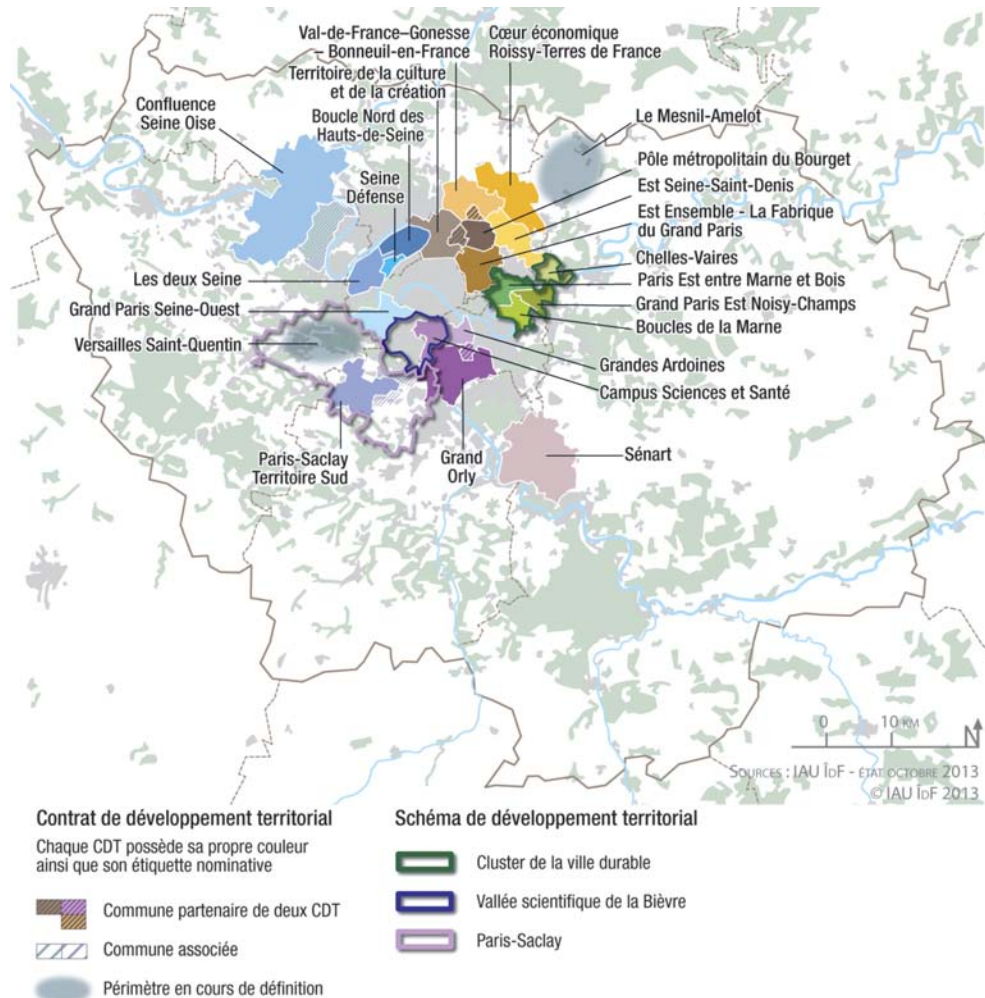 Val-de-France–Gonesse
– Bonneuil-en-France
Cœur économique
Roissy-Terres de France
Territoire de la culture
et de la création
Confluence
Seine Oise
Boucle Nord des
Hauts-de-Seine
Le Mesnil-Amelot
Seine
Défense
Pôle métropolitain du Bourget
Est Seine-Saint-Denis
Est Ensemble - La Fabrique
du Grand Paris
Chelles-Vaires
Les deux Seine
Paris Est entre Marne et Bois
Grand Paris Seine-Ouest
Grand Paris Est Noisy-Champs
Boucles de la Marne
Versailles Saint-Quentin
Grandes Ardoines
Campus Sciences et Santé
Paris-Saclay
Territoire Sud
Grand
Orly
Sénart
0 10 KM
N
SOURCES : IAU ÎDF - ÉTAT OCTOBRE 2013
© IAU ÎDF 2013
Contrat de développement territorial
Chaque CDT possède sa propre couleur
ainsi que son étiquette nominative
Commune partenaire de deux CDT
Commune associée
Périmètre en cours de définition
Schéma de développement territorial
Cluster de la ville durable
Vallée scientifique de la Bièvre
Paris-Saclay